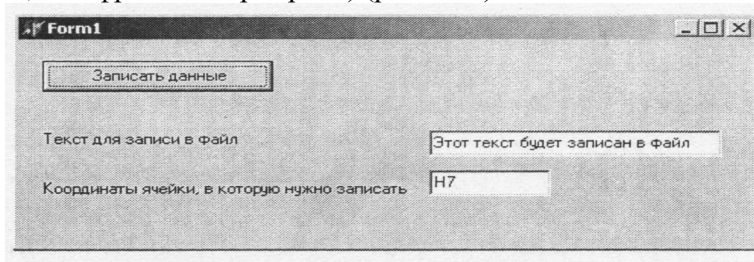 Form1
Записать данные
Текст для записи в файл
Этот текст будет записан в файл
Координаты ячейки, в которую нужно записать
H7